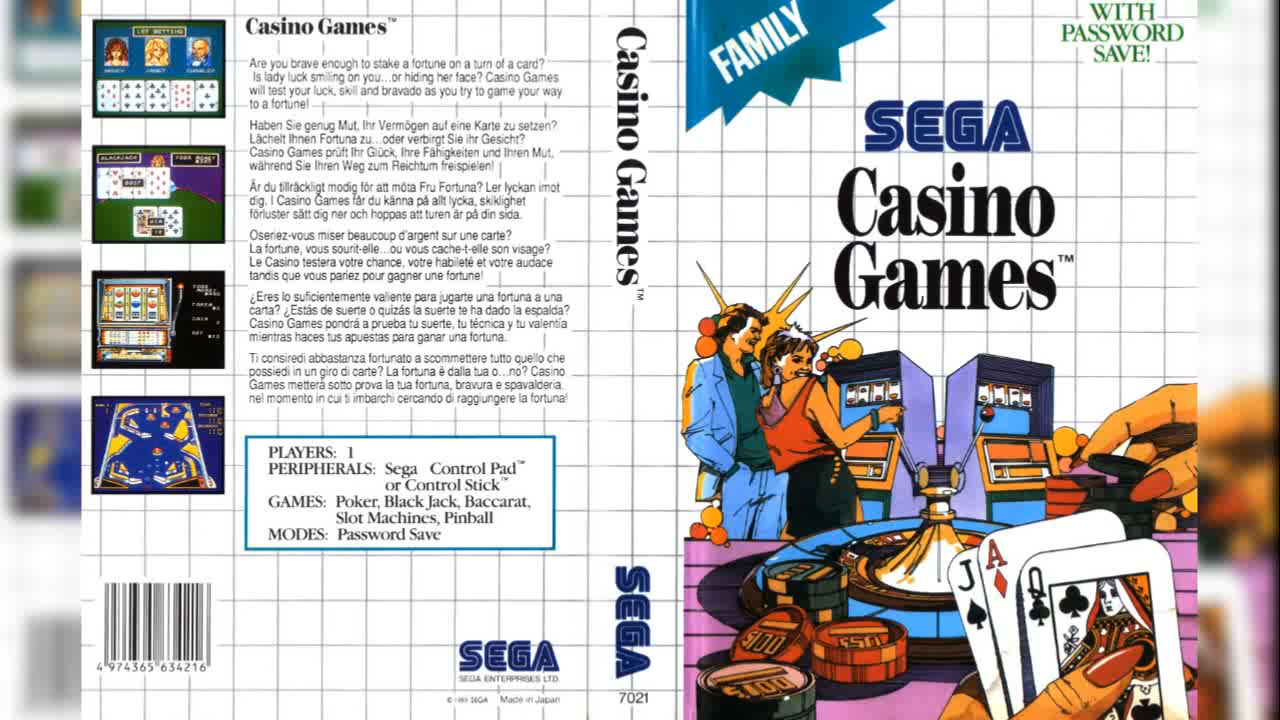 Casino Games™
Are you brave enough to stake a fortune on a turn of a card?
Is lady luck smiling on you...or hiding her face? Casino Games
will test your luck, skill and bravado as you try to game your way
to a fortune!
Haben Sie genug Mut, Ihr Vermögen auf eine Karte zu setzen?
Lächelt Ihnen Fortuna zu...oder verbirgt Sie ihr Gesicht?
Casino Games prüft Ihr Glück, Ihre Fähigkeiten und Ihren Mut,
während Sie Ihren Weg zum Reichtum freispielen!
Är du tillräckligt modig för att möta Fru Fortuna? Ler lyckan imot
dig. I Casino Games får du känna på allt lycka, skiklighet
förluster sätt dig ner och hoppas att turen är på din sida.
Oseriez-vous miser beaucoup d'argent sur une carte?
La fortune, vous sourit-elle...ou vous cache-t-elle son visage?
Le Casino testera votre chance, votre habileté et votre audace
tandis que vous pariez pour gagner une fortune!
¿Eres lo suficientemente valiente para jugarte una fortuna a una
carta? ¿Estás de suerte o quizás la suerte te ha dado la espalda?
Casino Games pondrá a prueba tu suerte, tu técnica y tu valentía
mientras haces tus apuestas para ganar una fortuna.
Ti consiredi abbastanza fortunato a scommettere tutto quello che
possiedi in un giro di carte? La fortuna è dalla tua o...no? Casino
Games metterà sotto prova la tua fortuna, bravura e spavalderia.
nel momento in cui ti imbarchi cercando di raggiungere la fortuna!
PLAYERS: 1
PERIPHERALS: Sega Control Pad™
or Control Stick™
GAMES: Poker, Black Jack, Baccarat,
Slot Machines, Pinball
MODES: Password Save
4 974365 634216
SEGA
SEGA ENTERPRISES LTD.
SEGA Made in Japan
1ST BETTING
NANCY JANET CHARLEY
BLACKJACK
YOUR MONEY
BUST
WIN
Casino Games™
SEGA
7021
FAMILY
WITH
PASSWORD
SAVE!
SEGA
Casino
Games™
J
A
Q
500